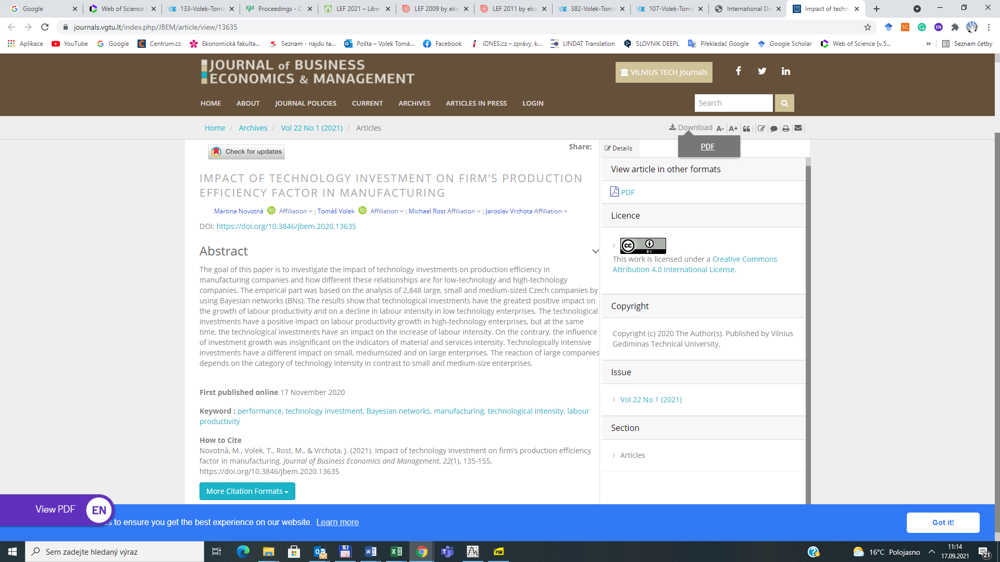 Google
Web of Science
133-Volek-Toma
Proceedings - C
LEF 2021 – Liber
LEF 2009 by eko
LEF 2011 by eko
382-Volek-Toma
107-Volek-Toma
International Da
Impact of techn
journals.vgtu.lt/index.php/JBEM/article/view/13635
Aplikace
YouTube
Google
Centrum.cz
Ekonomická fakulta...
Seznam - najdu ta...
Pošta – Volek Tomá...
Facebook
iDNES.cz – zprávy, k...
LINDAT Translation
SLOVNIK DEEPL
Překladač Google
Google Scholar
Web of Science [v.5...
»
Seznam četby
JOURNAL of BUSINESS
ECONOMICS & MANAGEMENT
VILNIUS TECH Journals
HOME
ABOUT
JOURNAL POLICIES
CURRENT
ARCHIVES
ARTICLES IN PRESS
LOGIN
Search
Home / Archives / Vol 22 No 1 (2021) / Articles
Download
A-
A+
PDF
Check for updates
Share:
Details
View article in other formats
PDF
IMPACT OF TECHNOLOGY INVESTMENT ON FIRM’S PRODUCTION
EFFICIENCY FACTOR IN MANUFACTURING
Martina Novotná iD Affiliation ; Tomáš Volek iD Affiliation ; Michael Rost Affiliation ; Jaroslav Vrchota Affiliation
DOI: https://doi.org/10.3846/jbem.2020.13635
Abstract
The goal of this paper is to investigate the impact of technology investments on production efficiency in
manufacturing companies and how different these relationships are for low-technology and high-technology
companies. The empirical part was based on the analysis of 2,848 large, small and medium-sized Czech companies by
using Bayesian networks (BNs). The results show that technological investments have the greatest positive impact on
the growth of labour productivity and on a decline in labour intensity in low technology enterprises. The technological
investments have a positive impact on labour productivity growth in high-technology enterprises, but at the same
time, the technological investments have an impact on the increase of labour intensity. On the contrary, the influence
of investment growth was insignificant on the indicators of material and services intensity. Technologically intensive
investments have a different impact on small, mediumsized and on large enterprises. The reaction of large companies
depends on the category of technology intensity in contrast to small and medium-size enterprises.
First published online 17 November 2020
Keyword : performance, technology investment, Bayesian networks, manufacturing, technological intensity, labour
productivity
How to Cite
Novotná, M., Volek, T., Rost, M., & Vrchota, J. (2021). Impact of technology investment on firm’s production efficiency
factor in manufacturing. Journal of Business Economics and Management, 22(1), 135-155.
https://doi.org/10.3846/jbem.2020.13635
More Citation Formats
Licence
cc BY
This work is licensed under a Creative Commons
Attribution 4.0 International License.
Copyright
Copyright (c) 2020 The Author(s). Published by Vilnius
Gediminas Technical University.
Issue
Vol 22 No 1 (2021)
Section
Articles
View PDF
EN
s to ensure you get the best experience on our website. Learn more
Got it!
Sem zadejte hledaný výraz
16°C Polojasno
11:14
17.09.2021
21